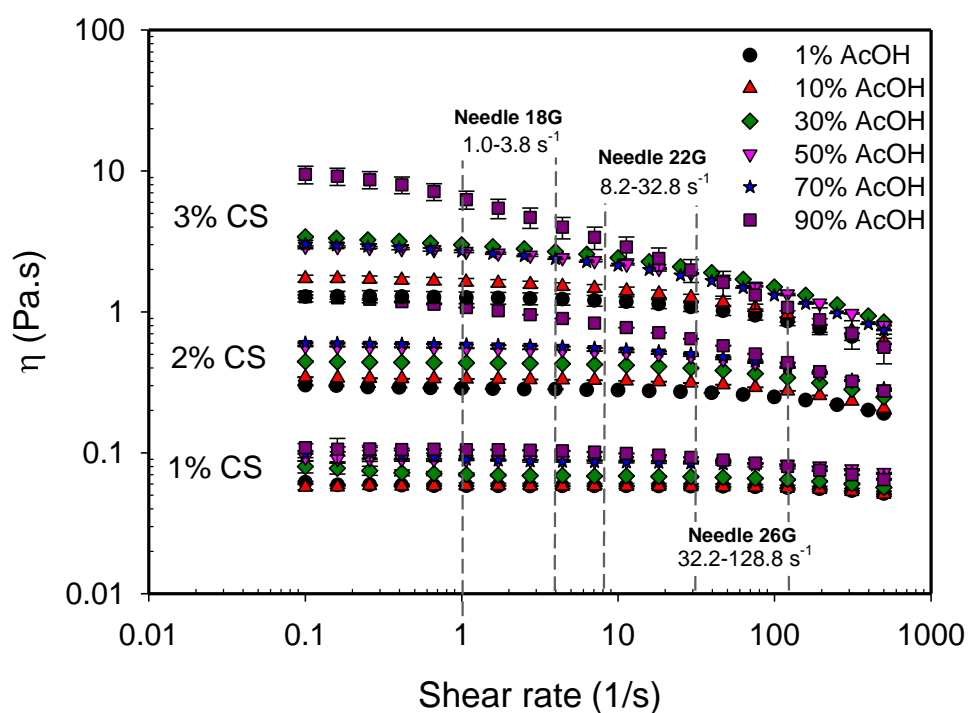 100
10
1
0.1
0.01
η (Pa.s)
1% AcOH
10% AcOH
30% AcOH
50% AcOH
70% AcOH
90% AcOH
Needle 18G
1.0-3.8 s⁻¹
Needle 22G
8.2-32.8 s⁻¹
3% CS
2% CS
1% CS
Needle 26G
32.2-128.8 s⁻¹
0.01
0.1
1
10
100
1000
Shear rate (1/s)